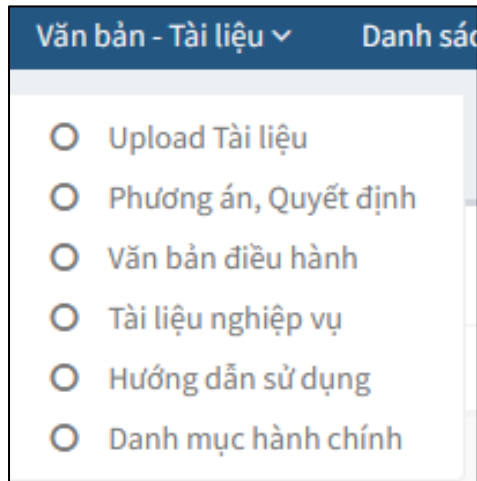 Văn bản - Tài liệu Danh
Upload Tài liệu
Phương án, Quyết định
Văn bản điều hành
Tài liệu nghiệp vụ
Hướng dẫn sử dụng
Danh mục hành chính